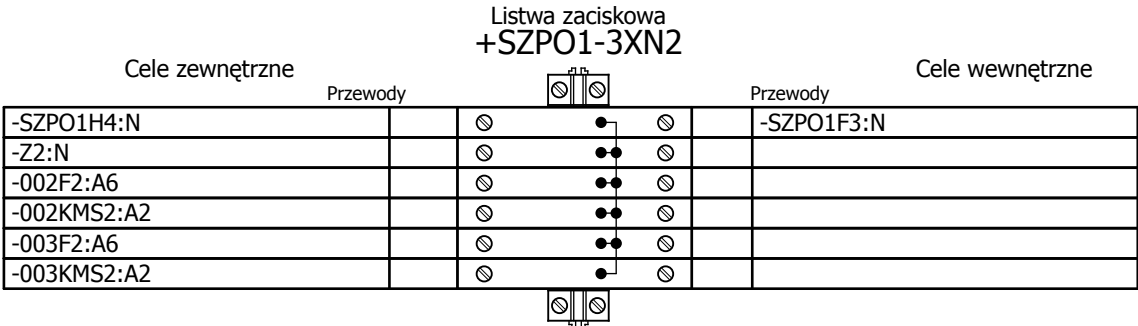 Listwa zaciskowa
+SZPO1-3XN2
Cele zewnętrzne
Cele wewnętrzne
Przewody
Przewody
-SZPO1H4:N
-SZPO1F3:N
-Z2:N
-002F2:A6
-002KMS2:A2
-003F2:A6
-003KMS2:A2